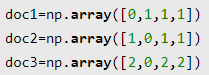 doc1=np.array([0,1,1,1])
doc2=np.array([1,0,1,1])
doc3=np.array([2,0,2,2])